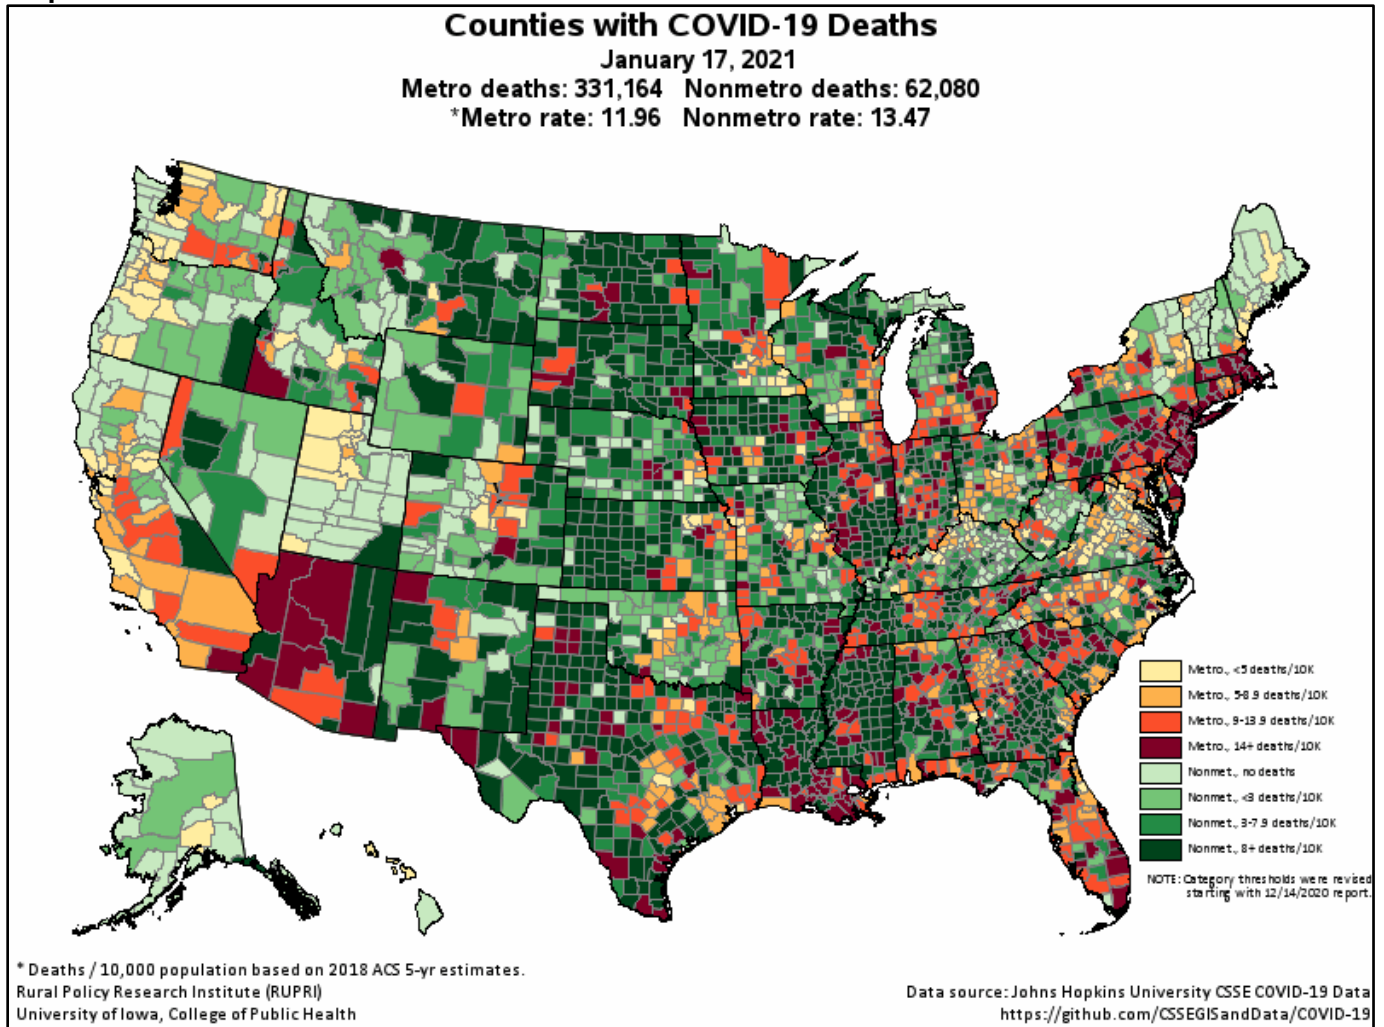 Counties with COVID-19 Deaths
January 17, 2021
Metro deaths: 331,164 Nonmetro deaths: 62,080
*Metro rate: 11.96 Nonmetro rate: 13.47
Metro., <5 deaths/10K
Metro., 5-8.9 deaths/10K
Metro., 9-13.9 deaths/10K
Metro., 14+ deaths/10K
Nonmet., no deaths
Nonmet., <3 deaths/10K
Nonmet., 3-7.9 deaths/10K
Nonmet., 8+ deaths/10K
NOTE: Category thresholds were revised
starting with 12/14/2020 report.
* Deaths / 10,000 population based on 2018 ACS 5-yr estimates.
Rural Policy Research Institute (RUPRI)
University of Iowa, College of Public Health
Data source: Johns Hopkins University CSSE COVID-19 Data
https://github.com/CSSEGISandData/COVID-19